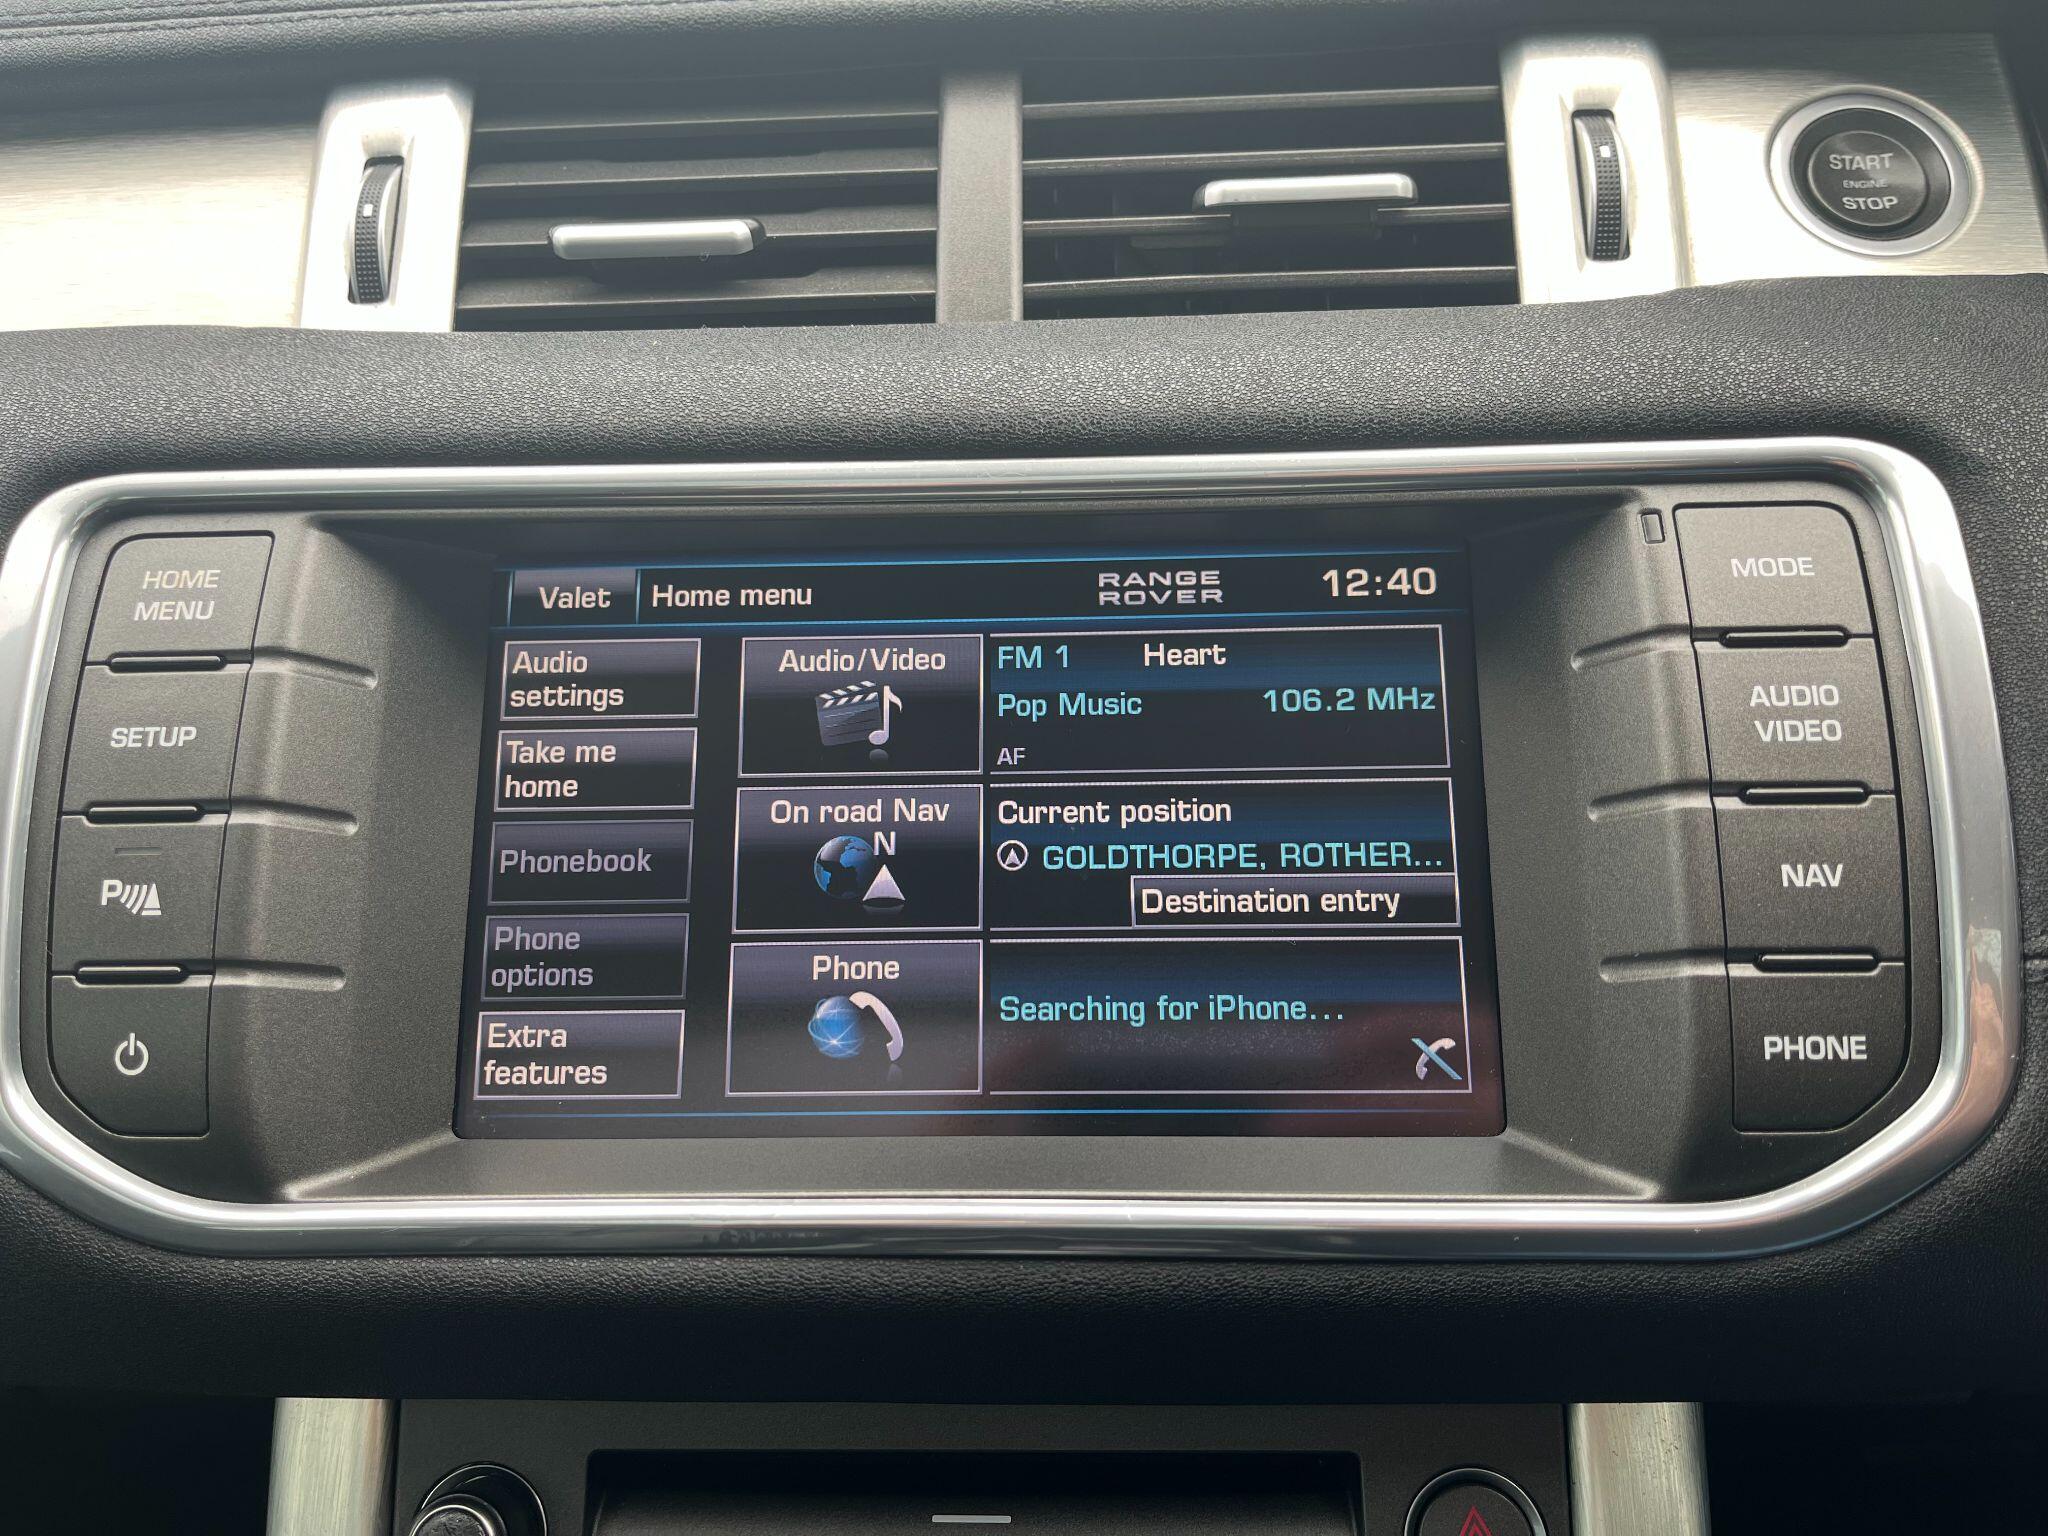 START
ENGINE
STOP
HOME
MENU
SETUP
P
MODE
AUDIO
VIDEO
NAV
PHONE
Valet
Home menu
RANGE
ROVER
12:40
Audio
settings
Take me
home
Phonebook
Phone
options
Extra
features
Audio/Video
On road Nav
N
Phone
FM 1 Heart
Pop Music 106.2 MHz
AF
Current position
GOLDTHORPE, ROTHER...
Destination entry
Searching for iPhone...